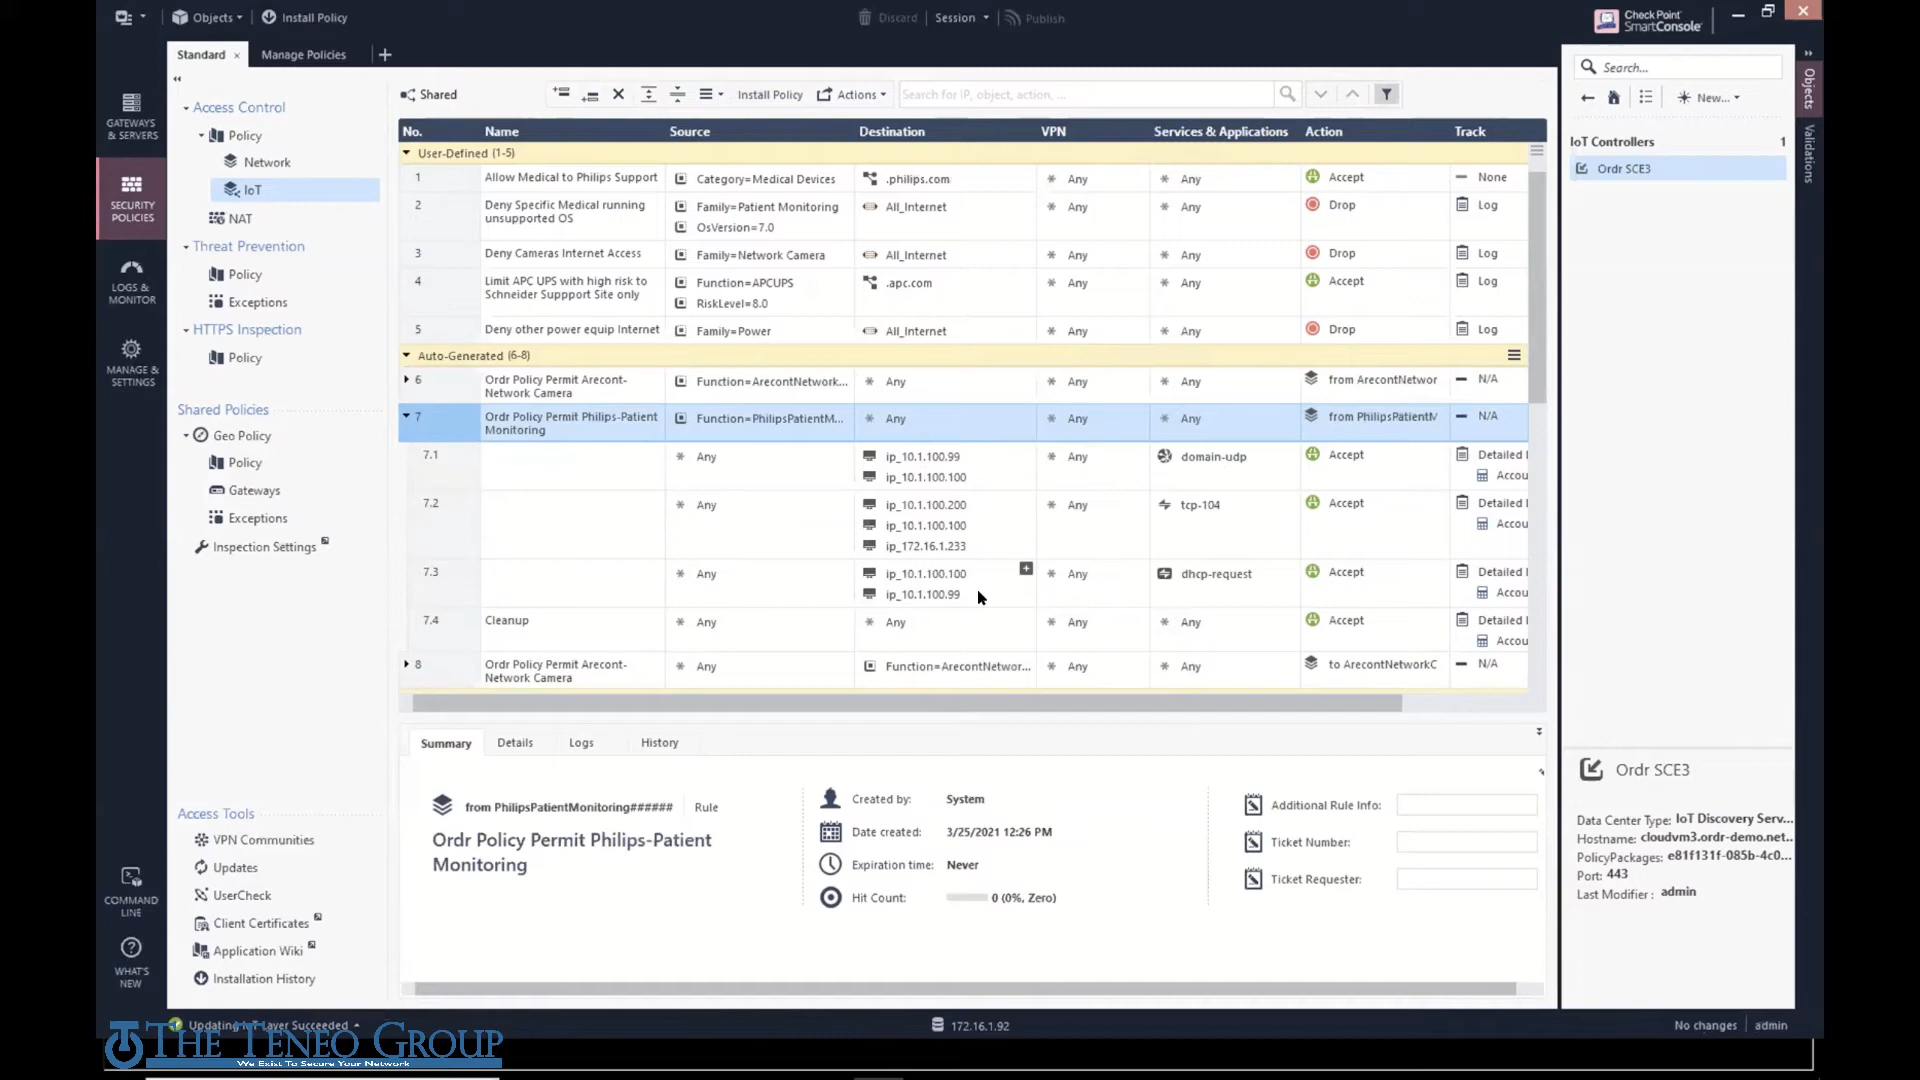 Objects
Install Policy
Discard
Session
Publish
Check Point
SmartConsole
Standard
Manage Policies
GATEWAYS
& SERVERS
SECURITY
POLICIES
LOGS &
MONITOR
MANAGE &
SETTINGS
COMMAND
LINE
WHAT'S
NEW
Access Control
Policy
Network
IoT
NAT
Threat Prevention
Policy
Exceptions
HTTPS Inspection
Policy
Shared Policies
Geo Policy
Policy
Gateways
Exceptions
Inspection Settings
Access Tools
VPN Communities
Updates
UserCheck
Client Certificates
Application Wiki
Installation History
Shared
Install Policy
Actions
Search for IP, object, action, ...
No. Name Source Destination VPN Services & Applications Action Track
User-Defined (1-5)
1 Allow Medical to Philips Support Category=Medical Devices .philips.com Any Any Accept None
2 Deny Specific Medical running Family=Patient Monitoring All_Internet Any Any Drop Log
unsupported OS OsVersion=7.0
3 Deny Cameras Internet Access Family=Network Camera All_Internet Any Any Drop Log
4 Limit APC UPS with high risk to Function=APCUPS .apc.com Any Any Accept Log
Schneider Suppport Site only RiskLevel=8.0
5 Deny other power equip Internet Family=Power All_Internet Any Any Drop Log
Auto-Generated (6-8)
6 Ordr Policy Permit Arecont- Function=ArecontNetwork... Any Any Any from ArecontNetwor N/A
Network Camera
7 Ordr Policy Permit Philips-Patient Function=PhilipsPatientM... Any Any Any from PhilipsPatientM N/A
Monitoring
7.1 Any ip_10.1.100.99 Any domain-udp Accept Detailed l
ip_10.1.100.100 Accou
7.2 Any ip_10.1.100.200 Any tcp-104 Accept Detailed l
ip_10.1.100.100 Accou
ip_172.16.1.233
7.3 Any ip_10.1.100.100 Any dhcp-request Accept Detailed l
ip_10.1.100.99 Accou
7.4 Cleanup Any Any Any Any Accept Detailed l
Accou
8 Ordr Policy Permit Arecont- Any Function=ArecontNetwor... Any Any to ArecontNetworkC N/A
Network Camera
Summary Details Logs History
from PhilipsPatientMonitoring###### Rule
Ordr Policy Permit Philips-Patient
Monitoring
Created by: System
Date created: 3/25/2021 12:26 PM
Expiration time: Never
Hit Count: 0 (0%, Zero)
Additional Rule Info:
Ticket Number:
Ticket Requester:
Search...
New...
IoT Controllers 1
Ordr SCE3
Objects
Validations
Ordr SCE3
Data Center Type: IoT Discovery Serv...
Hostname: cloudvm3.ordr-demo.net...
PolicyPackages: e81f131f-085b-4c0...
Port: 443
Last Modifier : admin
Updating IoT Layer Succeeded
172.16.1.92
No changes
admin
THE TENEO GROUP
We Exist To Secure Your Network